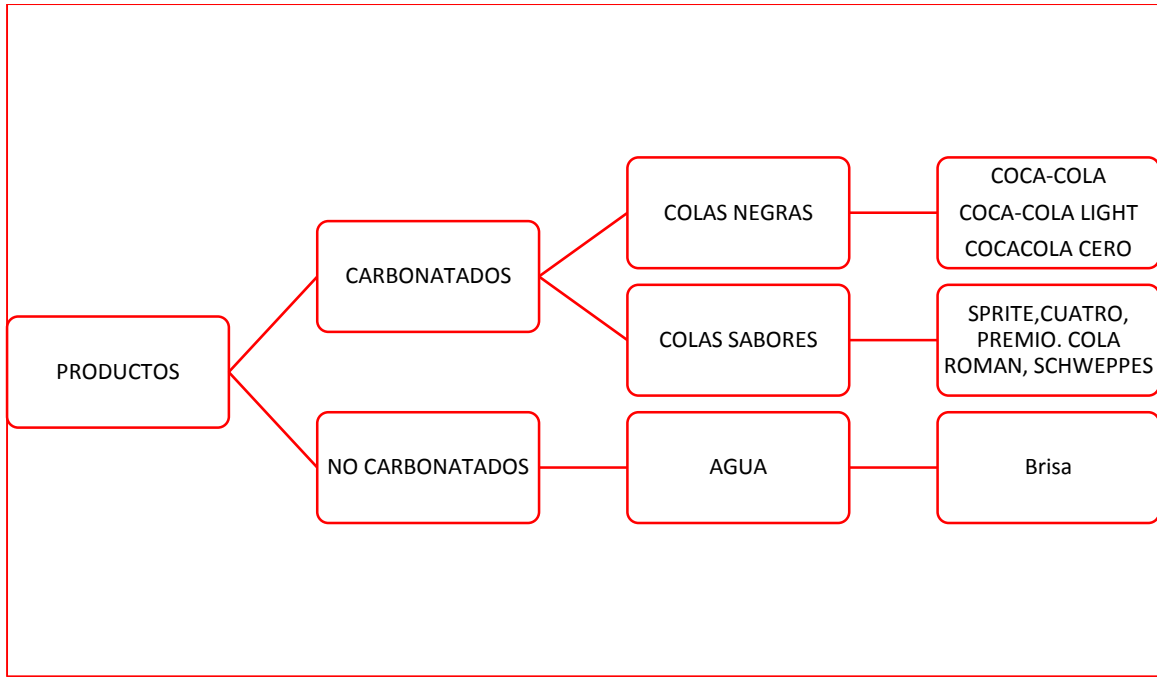 PRODUCTOS
CARBONATADOS
COLAS NEGRAS
COCA-COLA
COCA-COLA LIGHT
COCACOLA CERO
COLAS SABORES
SPRITE,CUATRO,
PREMIO. COLA
ROMAN, SCHWEPPES
NO CARBONATADOS
AGUA
Brisa